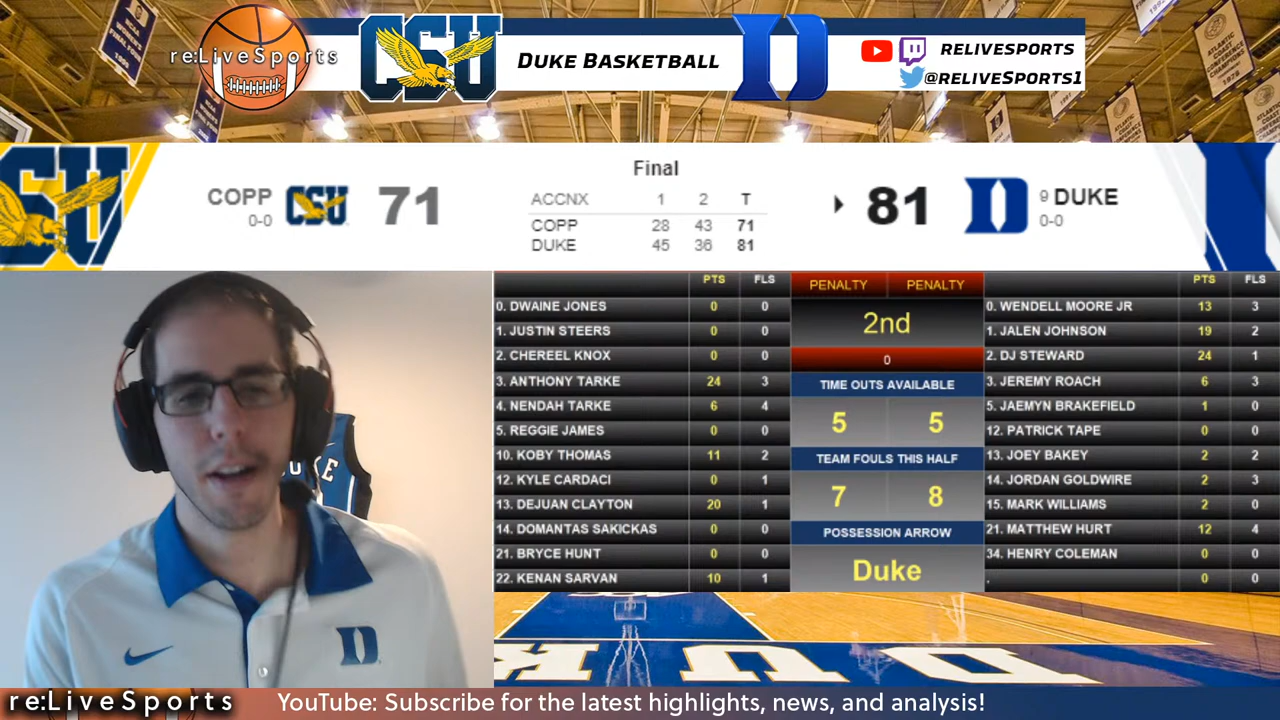 re:LiveSports
CSU
DUKE BASKETBALL
D
RELIVESPORTS
@RELIVESPORTS1
Final
COPP CSU 71
0-0
ACCNX 1 2 T
COPP 28 43 71
DUKE 45 36 81
81 D 9 DUKE
0-0
PTS FLS
0. DWAINE JONES 0 0
1. JUSTIN STEERS 0 0
2. CHEREEL KNOX 0 0
3. ANTHONY TARKE 24 3
4. NENDAH TARKE 6 4
5. REGGIE JAMES 0 0
10. KOBY THOMAS 11 2
12. KYLE CARDACI 0 1
13. DEJUAN CLAYTON 20 1
14. DOMANTAS SAKICKAS 0 0
21. BRYCE HUNT 0 0
22. KENAN SARVAN 10 1
PENALTY PENALTY
2nd
0
TIME OUTS AVAILABLE
5 5
TEAM FOULS THIS HALF
7 8
POSSESSION ARROW
Duke
PTS FLS
0. WENDELL MOORE JR 13 3
1. JALEN JOHNSON 19 2
2. DJ STEWARD 24 1
3. JEREMY ROACH 6 3
5. JAEMYN BRAKEFIELD 1 0
12. PATRICK TAPE 0 0
13. JOEY BAKEY 2 2
14. JORDAN GOLDWIRE 2 3
15. MARK WILLIAMS 2 0
21. MATTHEW HURT 12 4
34. HENRY COLEMAN 0 0
. 0 0
D
DUKE
re:LiveSports YouTube: Subscribe for the latest highlights, news, and analysis!